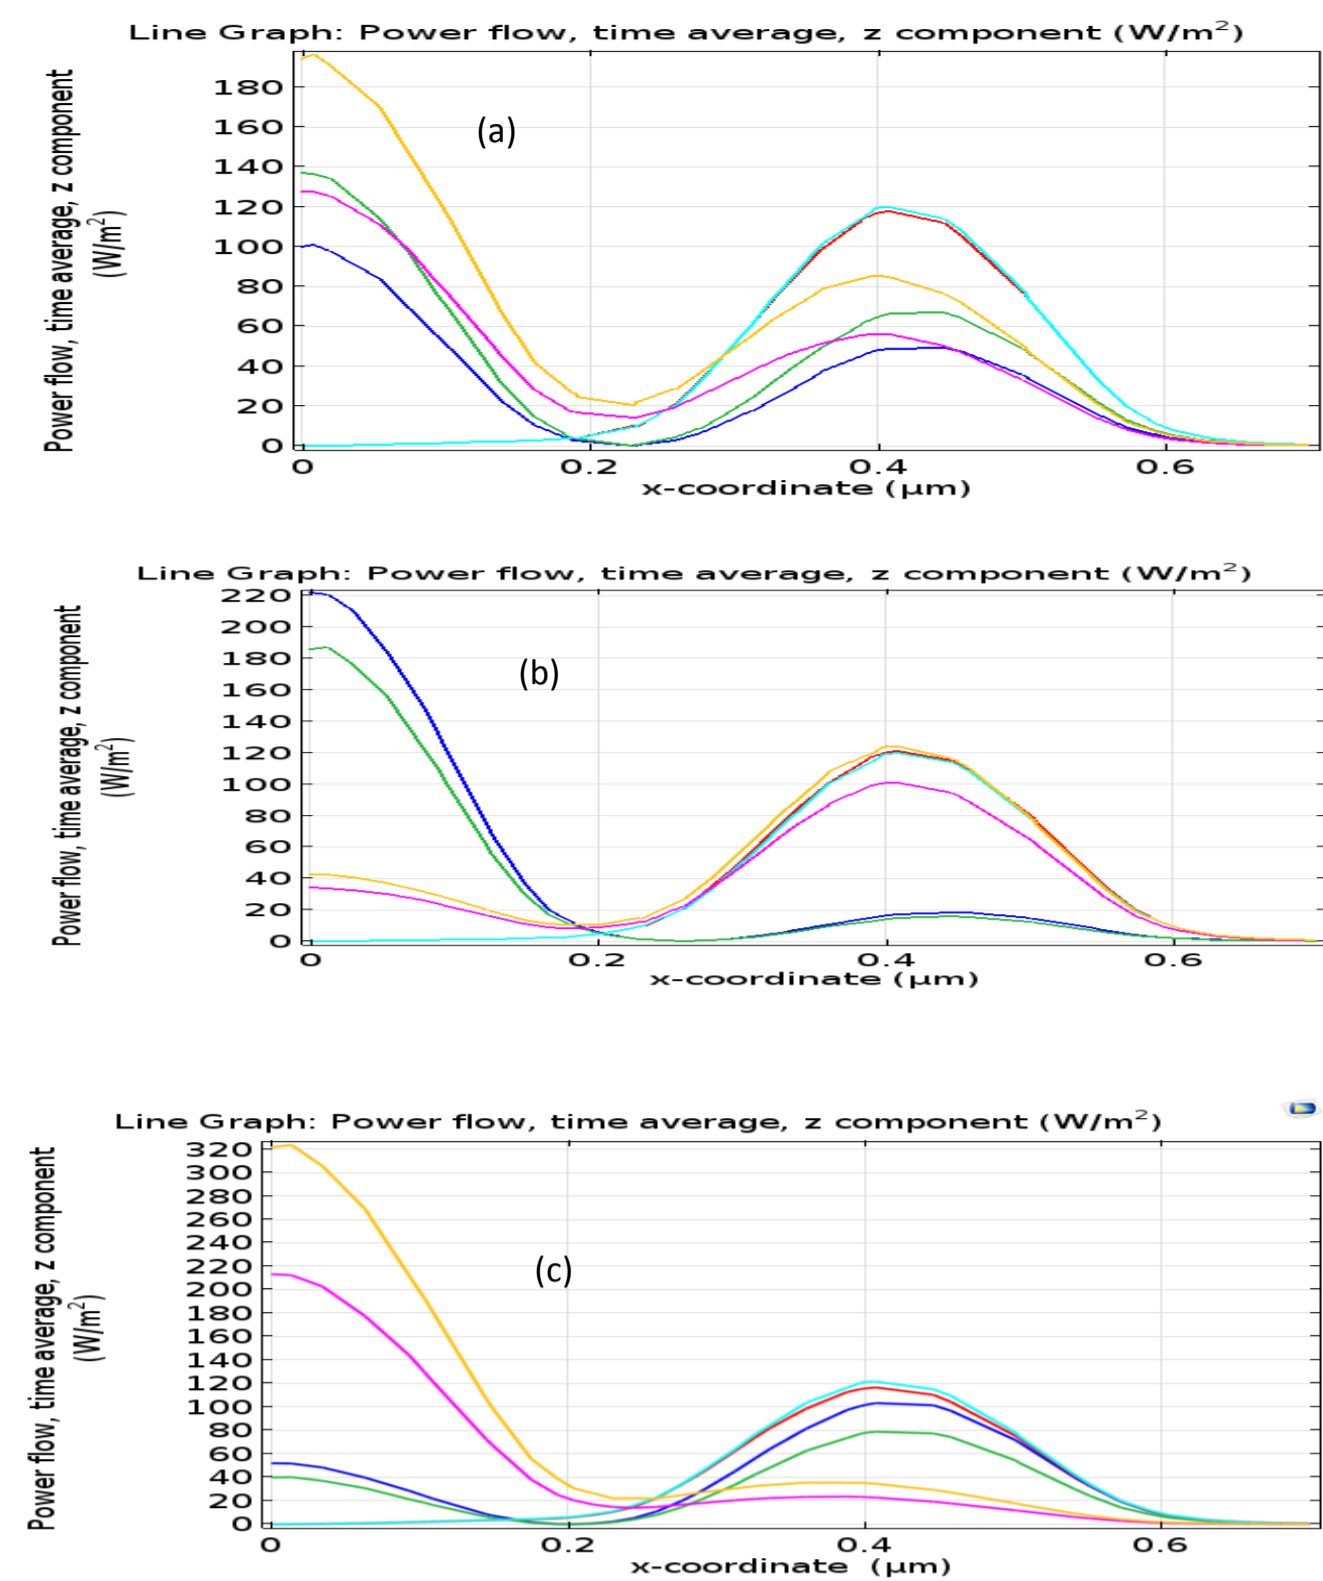 Line Graph: Power flow, time average, z component (W/m²)
Power flow, time average, z component
(W/m²)
(a)
180
160
140
120
100
80
60
40
20
0
0 0.2 0.4 0.6
x-coordinate (µm)
Line Graph: Power flow, time average, z component (W/m²)
Power flow, time average, z component
(W/m²)
(b)
220
200
180
160
140
120
100
80
60
40
20
0
0 0.2 0.4 0.6
x-coordinate (µm)
Line Graph: Power flow, time average, z component (W/m²)
Power flow, time average, z component
(W/m²)
(c)
320
300
280
260
240
220
200
180
160
140
120
100
80
60
40
20
0
0 0.2 0.4 0.6
x-coordinate (µm)